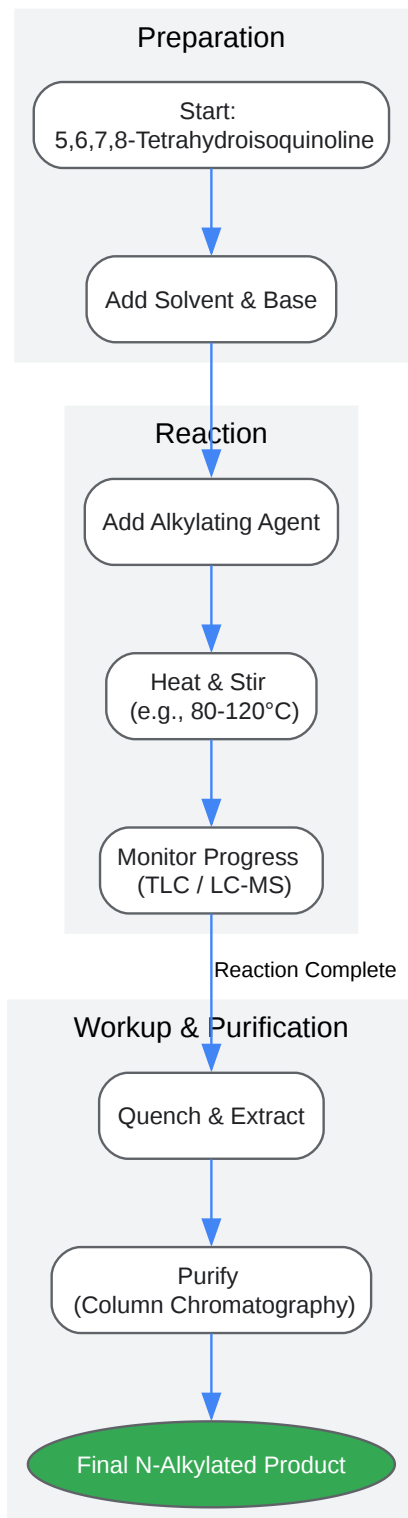 Preparation
Start:
5,6,7,8-Tetrahydroisoquinoline
Add Solvent & Base
Reaction
Add Alkylating Agent
Heat & Stir
(e.g., 80-120°C)
Monitor Progress
(TLC / LC-MS)
Reaction Complete
Workup & Purification
Quench & Extract
Purify
(Column Chromatography)
Final N-Alkylated Product